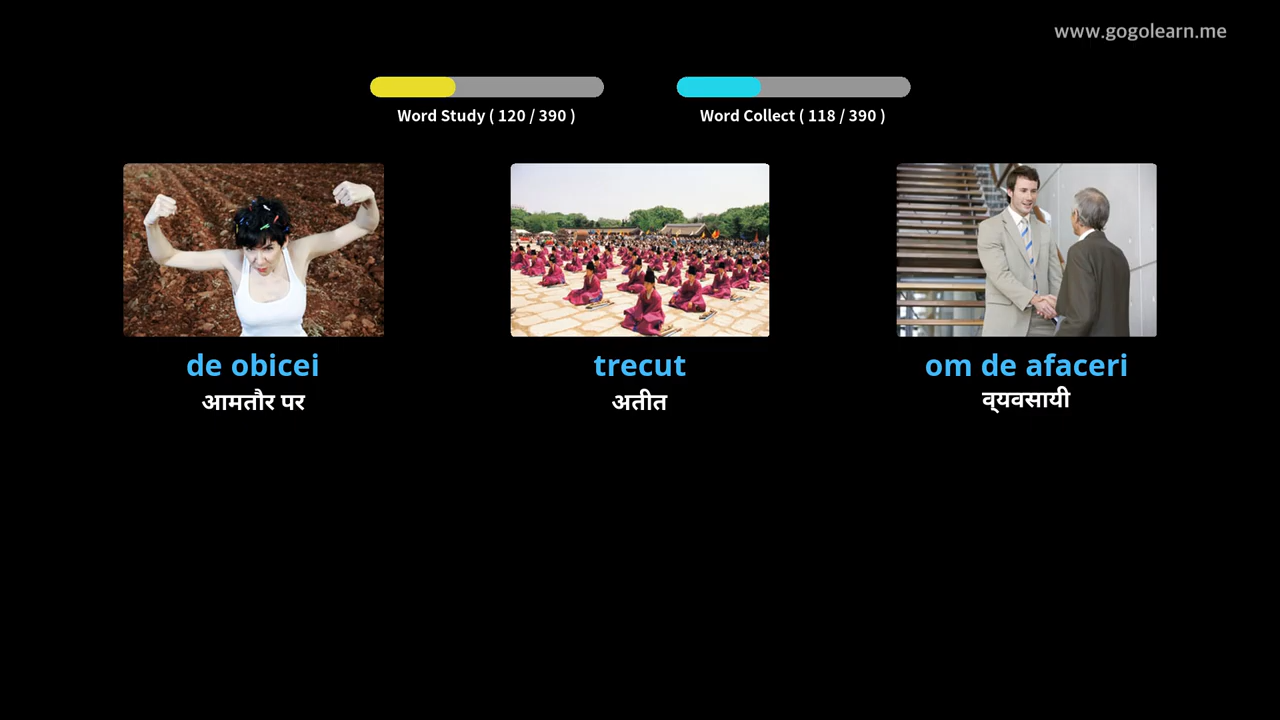 www.gogolearn.me
Word Study ( 120 / 390 )
Word Collect ( 118 / 390 )
de obicei
trecut
om de afaceri
आमतौर पर
अतीत
व्यवसायी